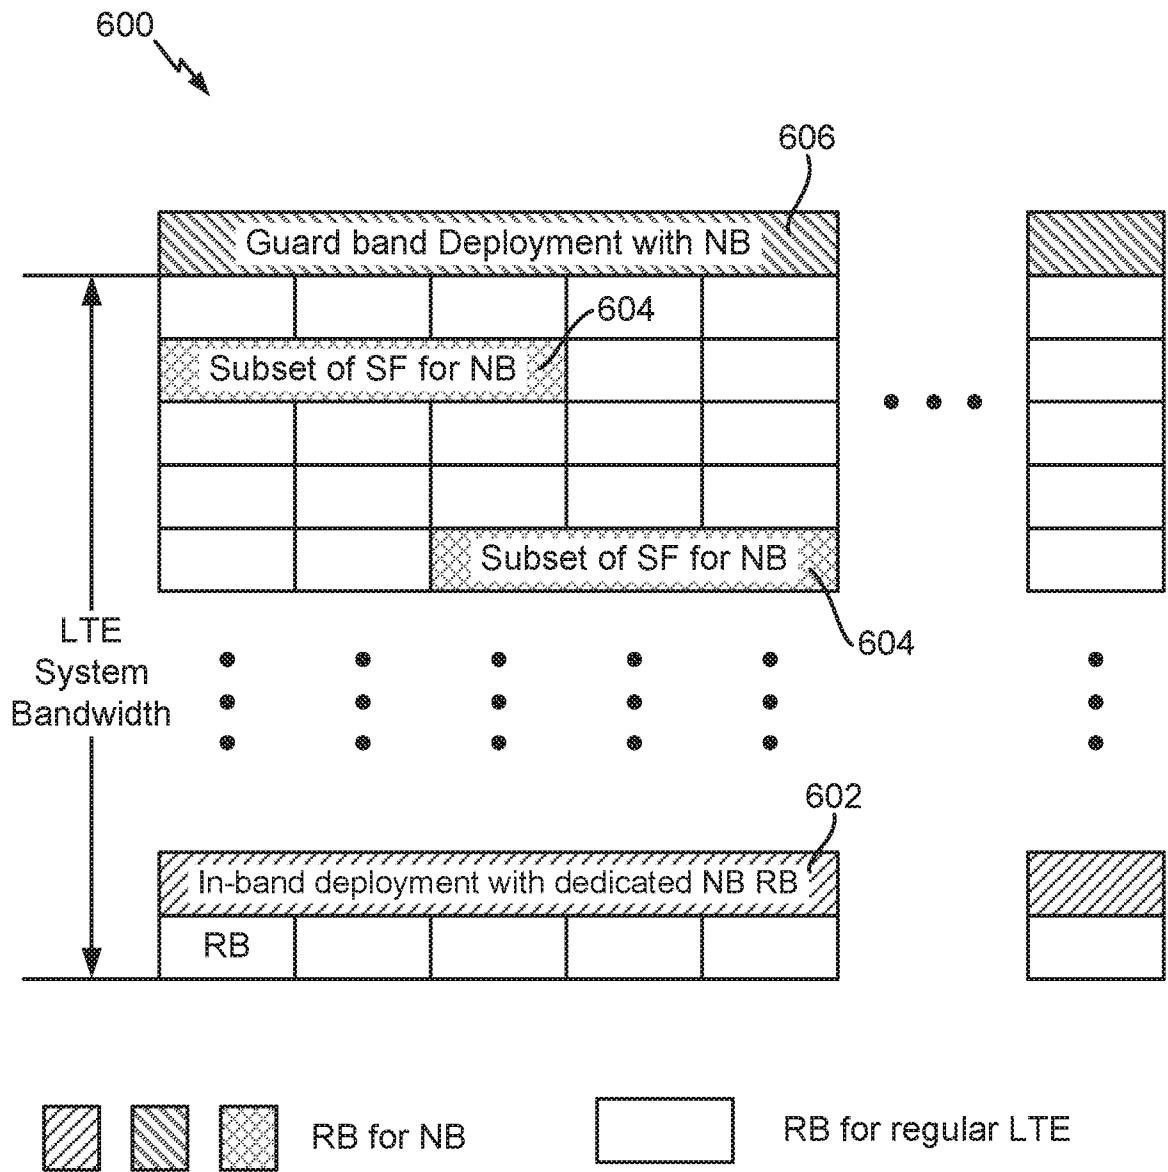 600
606
Guard band Deployment with NB
604
Subset of SF for NB
Subset of SF for NB
604
LTE
System
Bandwidth
602
In-band deployment with dedicated NB RB
RB
RB for NB
RB for regular LTE